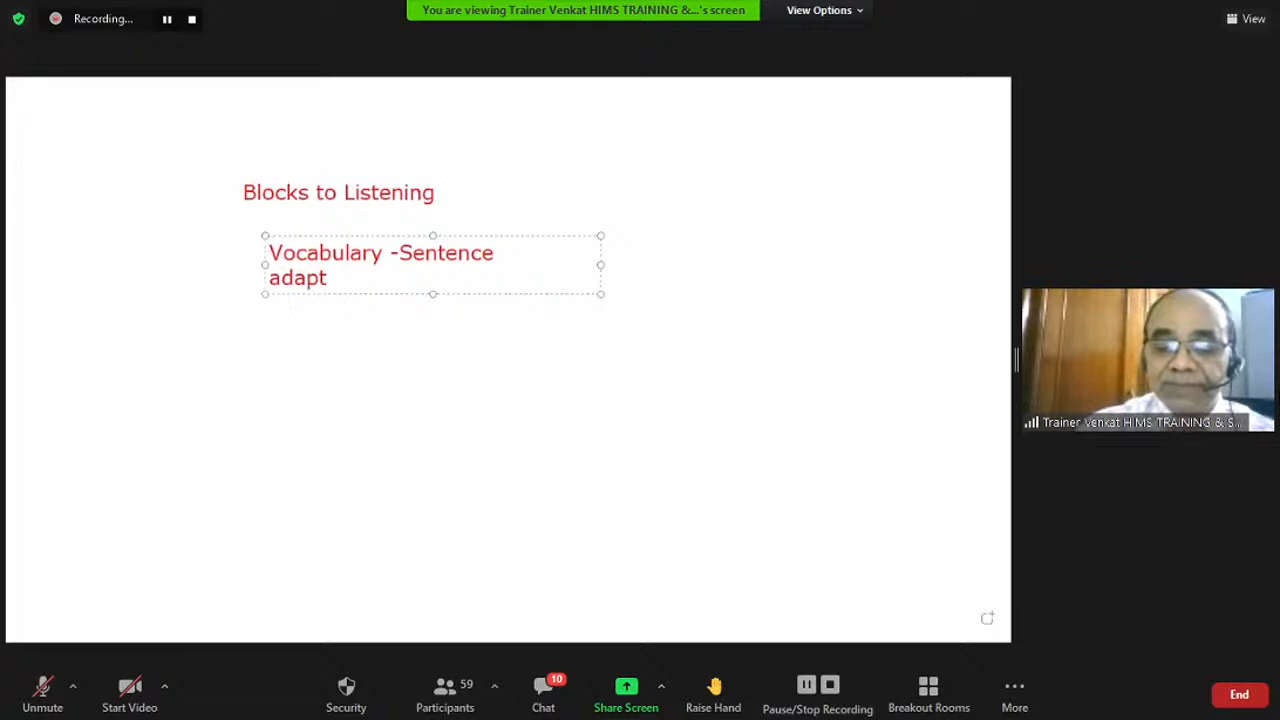 Recording...
You are viewing Trainer Venkat HIMS TRAINING &...'s screen
View Options
View
Blocks to Listening
Vocabulary -Sentence
adapt
Trainer Venkat HIMS TRAINING & S...
Unmute
Start Video
Security
59
Participants
10
Chat
Share Screen
Raise Hand
Pause/Stop Recording
Breakout Rooms
More
End